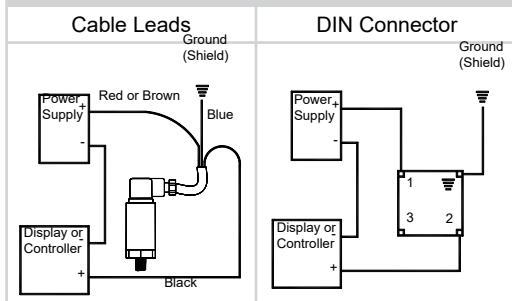 Cable Leads
Ground
(Shield)
Red or Brown
Power
Supply
+
-
Blue
Display or
Controller
-
+
Black
DIN Connector
Ground
(Shield)
Power
Supply
+
-
1
3
2
Display or
Controller
-
+